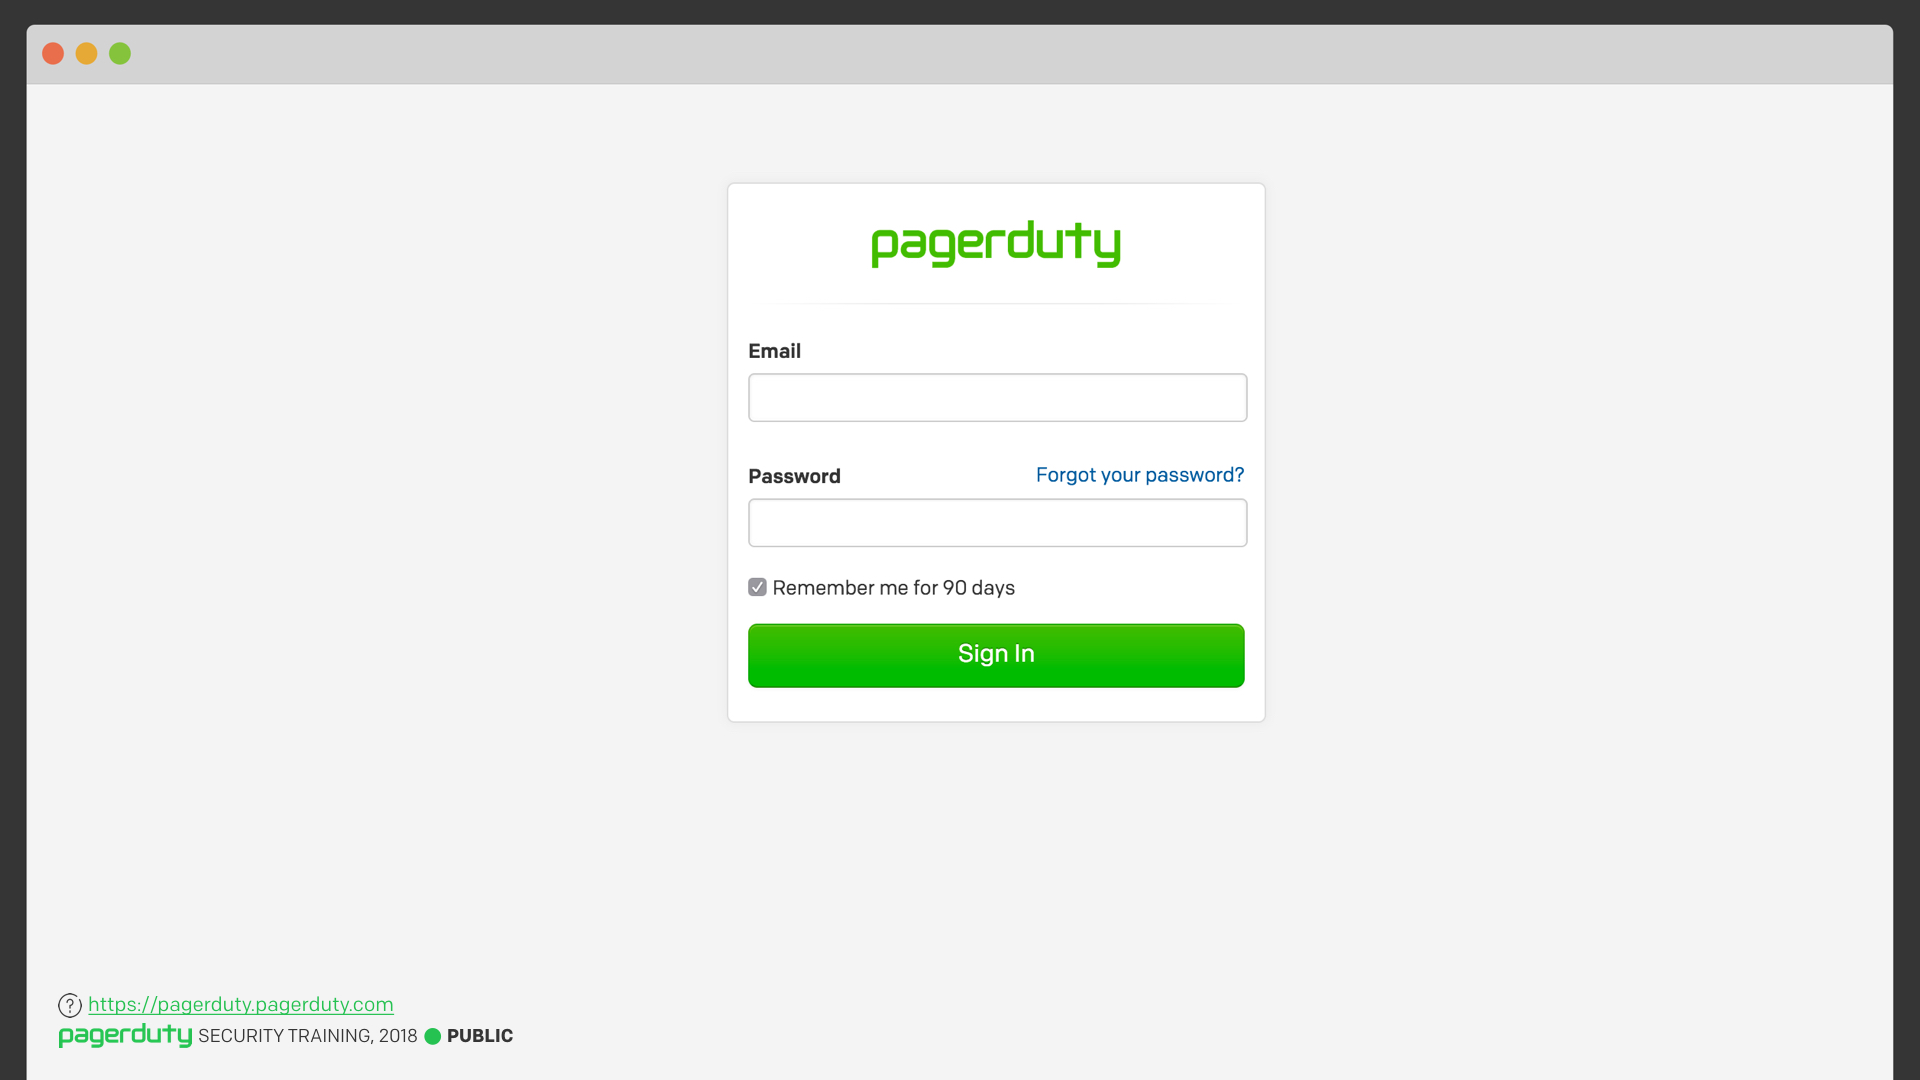 pagerduty
Email
Password
Forgot your password?
Remember me for 90 days
Sign In
https://pagerduty.pagerduty.com
pagerduty SECURITY TRAINING, 2018 PUBLIC